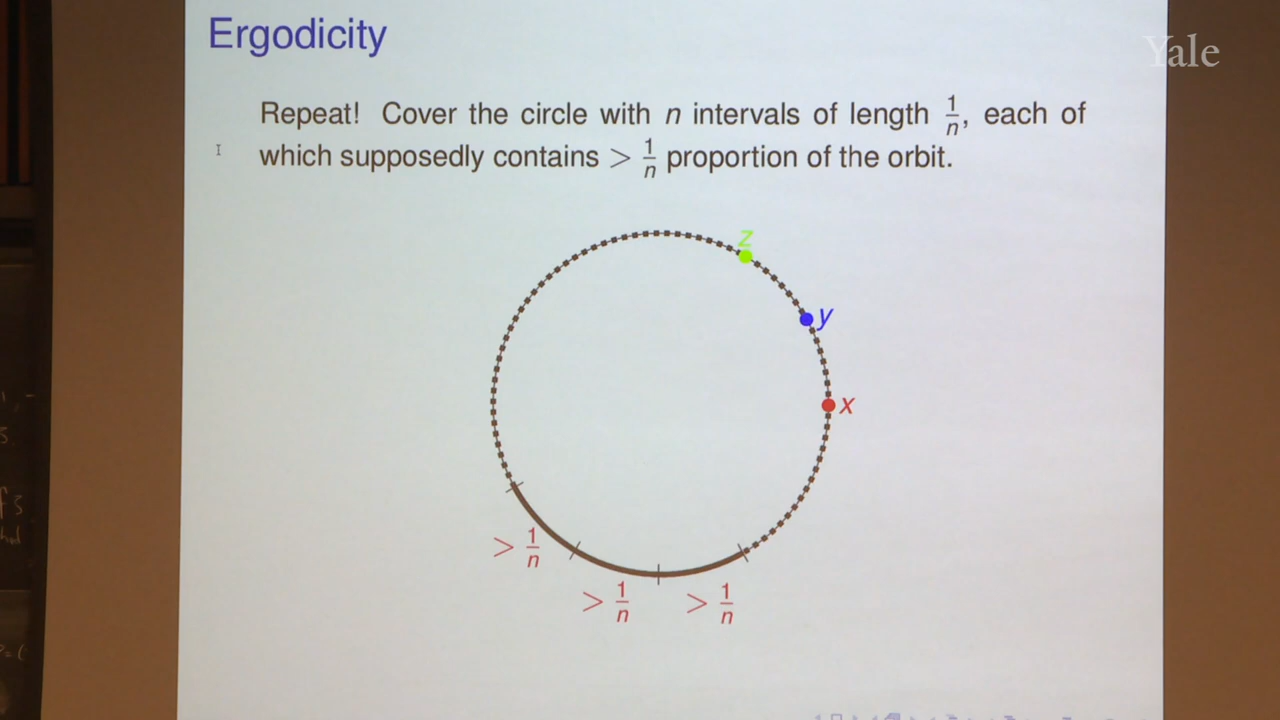 Ergodicity
Yale
Repeat! Cover the circle with n intervals of length 1/n, each of
which supposedly contains > 1/n proportion of the orbit.
z
y
x
> 1/n
> 1/n
> 1/n